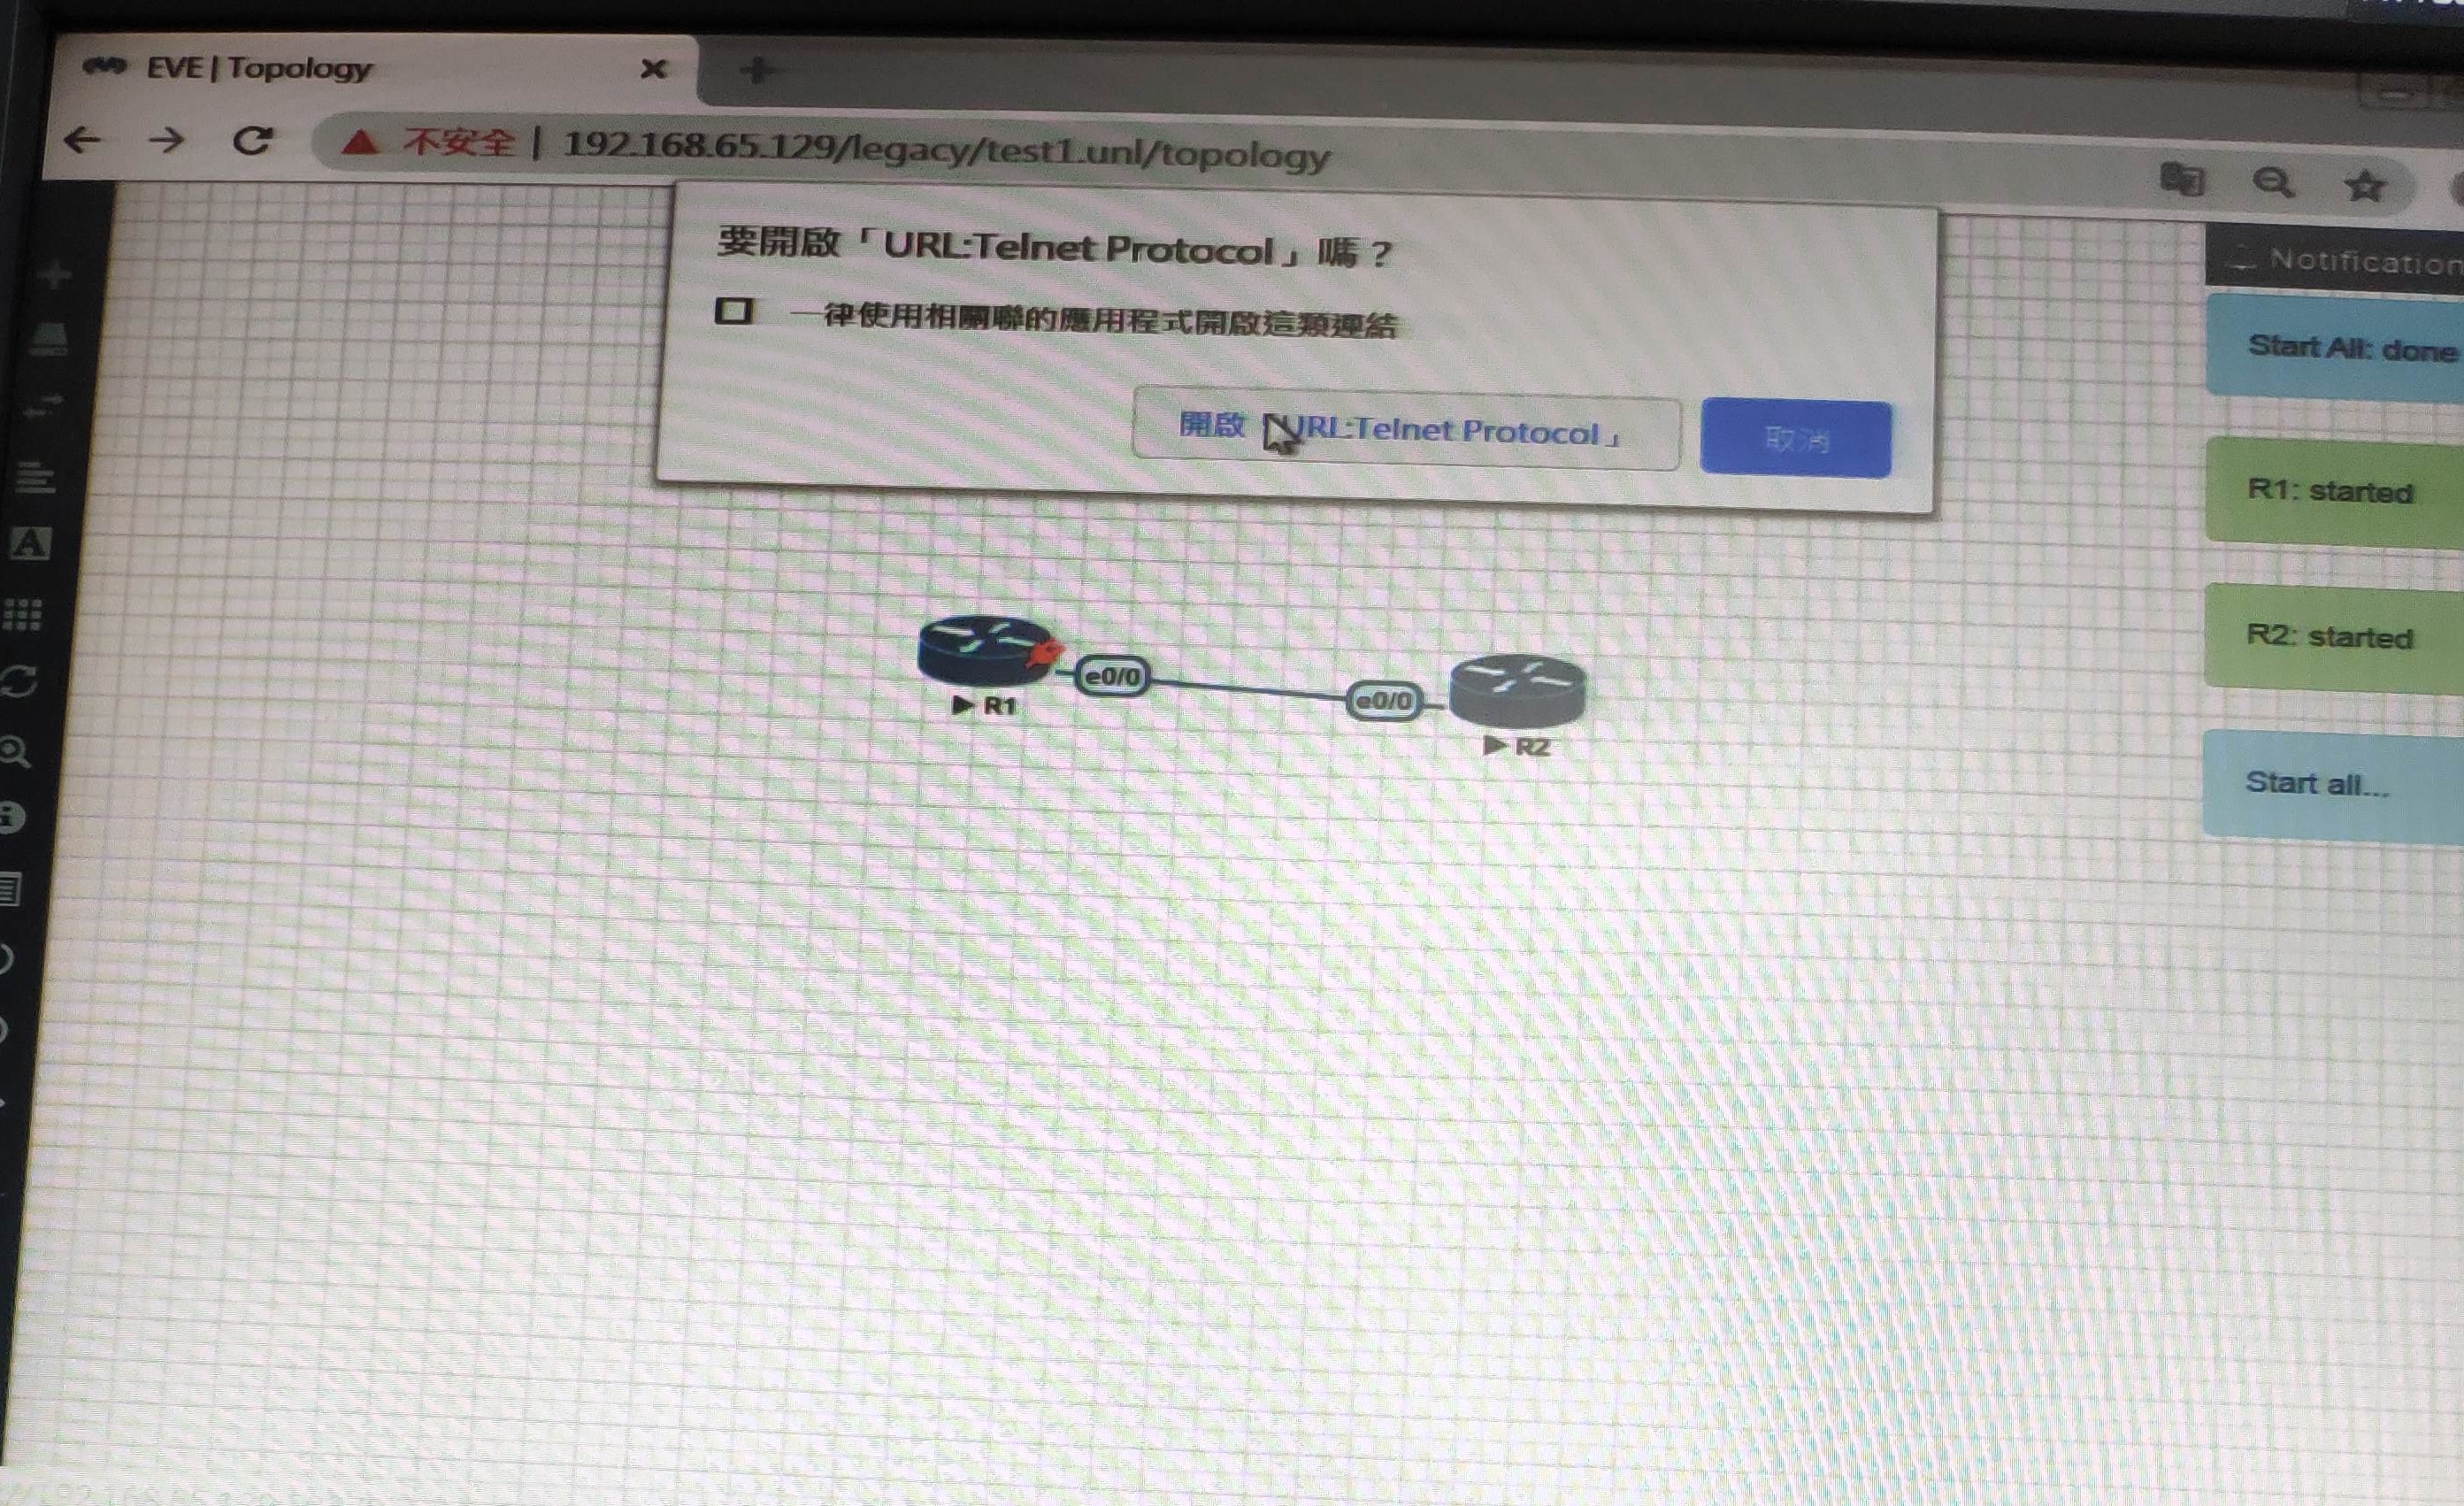 EVE | Topology
不安全 | 192.168.65.129/legacy/test1.unl/topology
要開啟「URL:Telnet Protocol」嗎？
一律使用相關聯的應用程式開啟這類連結
開啟「URL:Telnet Protocol」
取消
Notification
Start All: done
R1: started
R2: started
Start all...
e0/0
e0/0
R1
R2
A